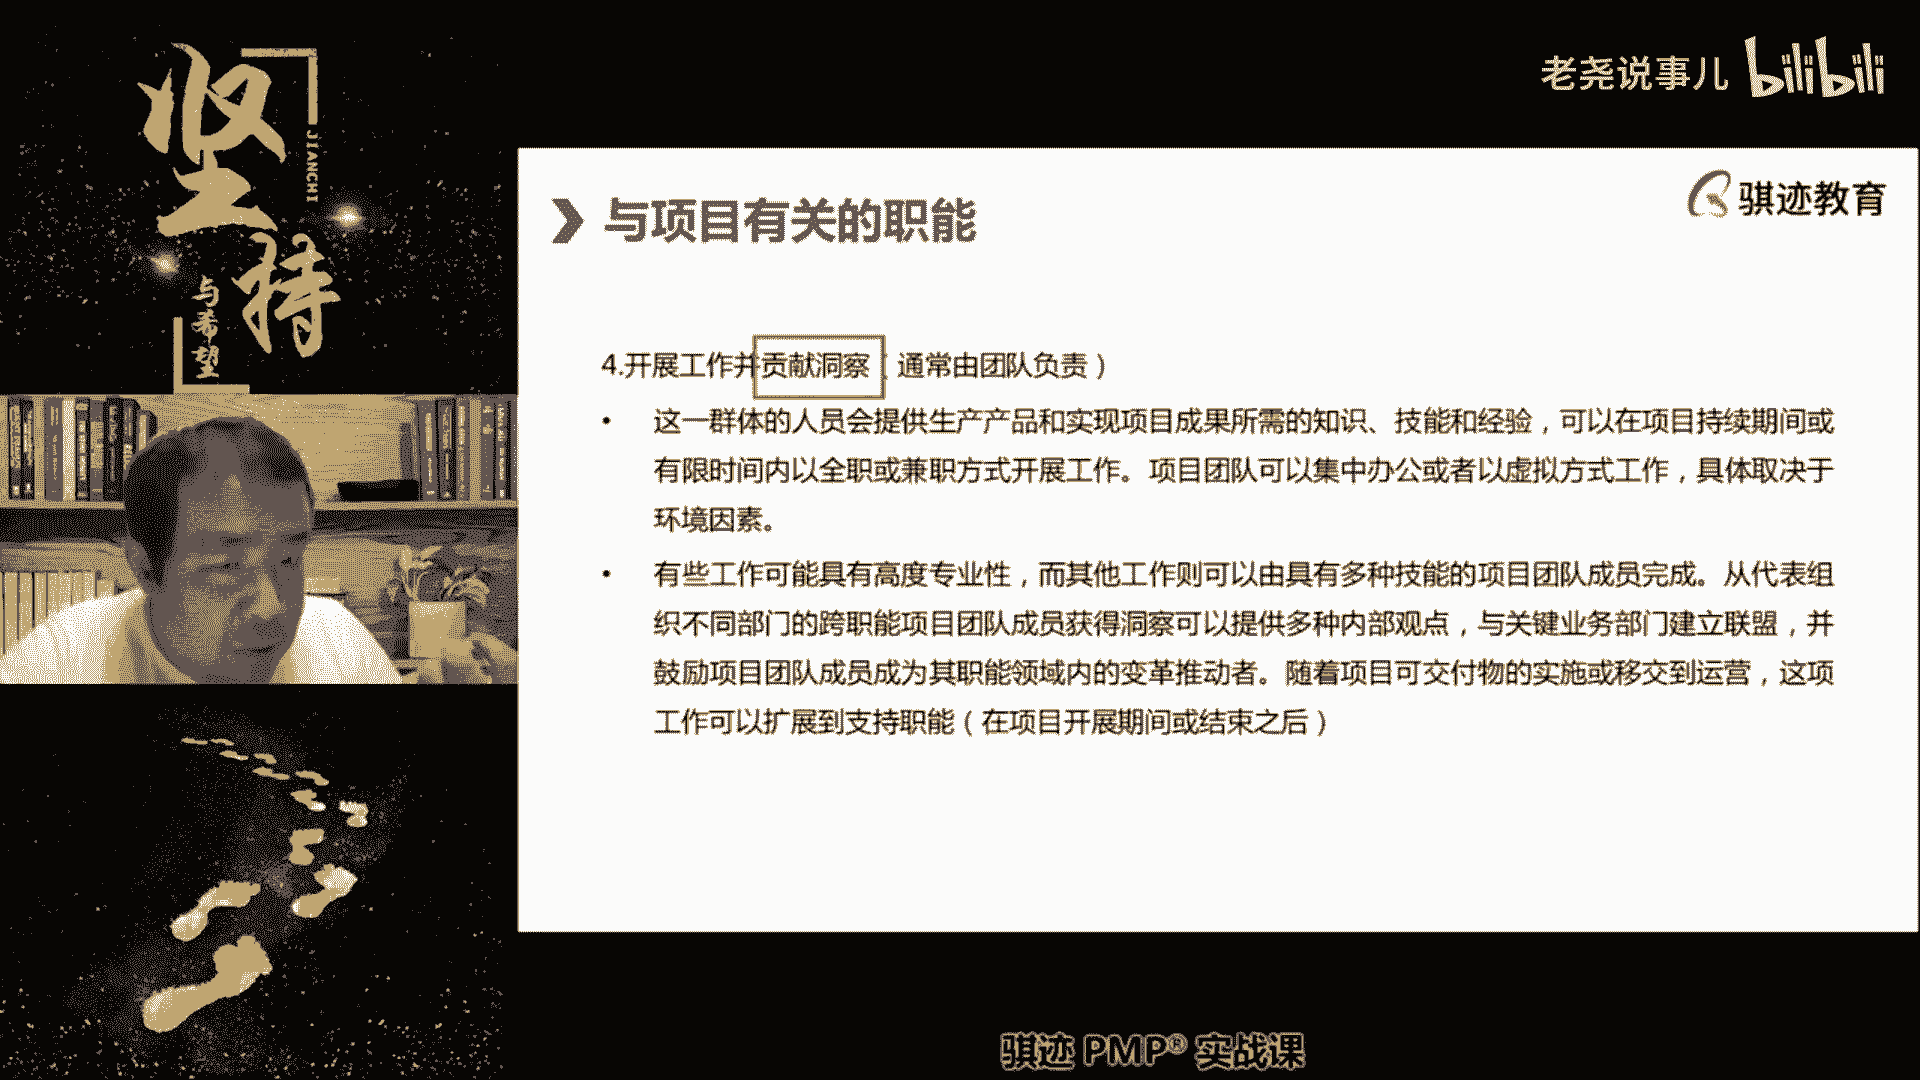 坚持
JIANCHI
与希望
老尧说事儿 bilibili
骐迹教育
与项目有关的职能
4.开展工作并贡献洞察（通常由团队负责）
• 这一群体的人员会提供生产产品和实现项目成果所需的知识、技能和经验，可以在项目持续期间或
有限时间内以全职或兼职方式开展工作。项目团队可以集中办公或者以虚拟方式工作，具体取决于
环境因素。
• 有些工作可能具有高度专业性，而其他工作则可以由具有多种技能的项目团队成员完成。从代表组
织不同部门的跨职能项目团队成员获得洞察可以提供多种内部观点，与关键业务部门建立联盟，并
鼓励项目团队成员成为其职能领域内的变革推动者。随着项目可交付物的实施或移交到运营，这项
工作可以扩展到支持职能（在项目开展期间或结束之后）
骐迹 PMP® 实战课